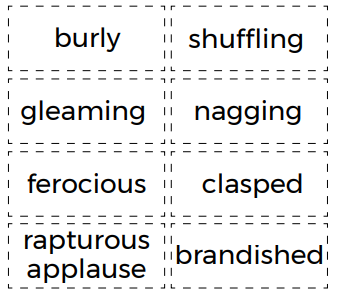 burly
shuffling
gleaming
nagging
ferocious
clasped
rapturous
applause
brandished